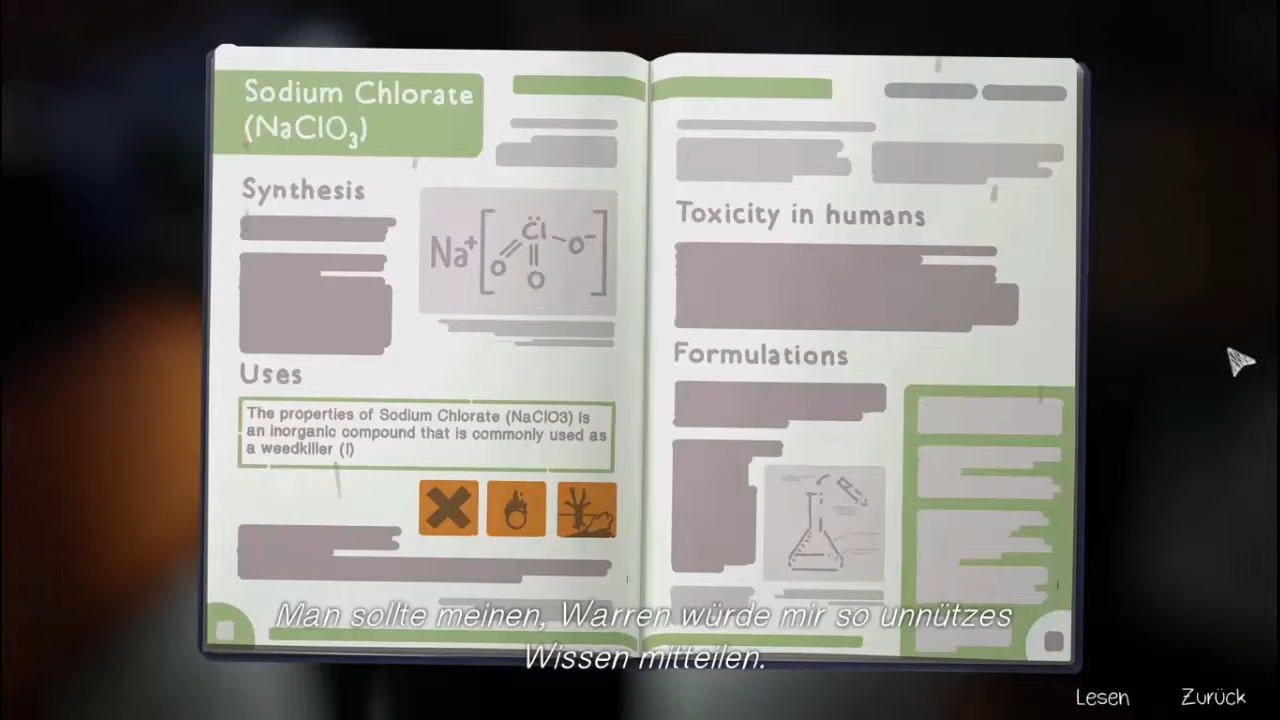 Sodium Chlorate
(NaClO3)
Synthesis
Na+ [ Cl O O O− ]
Uses
The properties of Sodium Chlorate (NaClO3) is
an inorganic compound that is commonly used as
a weedkiller (I)
Toxicity in humans
Formulations
Man sollte meinen, Warren würde mir so unnützes
Wissen mitteilen.
Lesen
Zurück